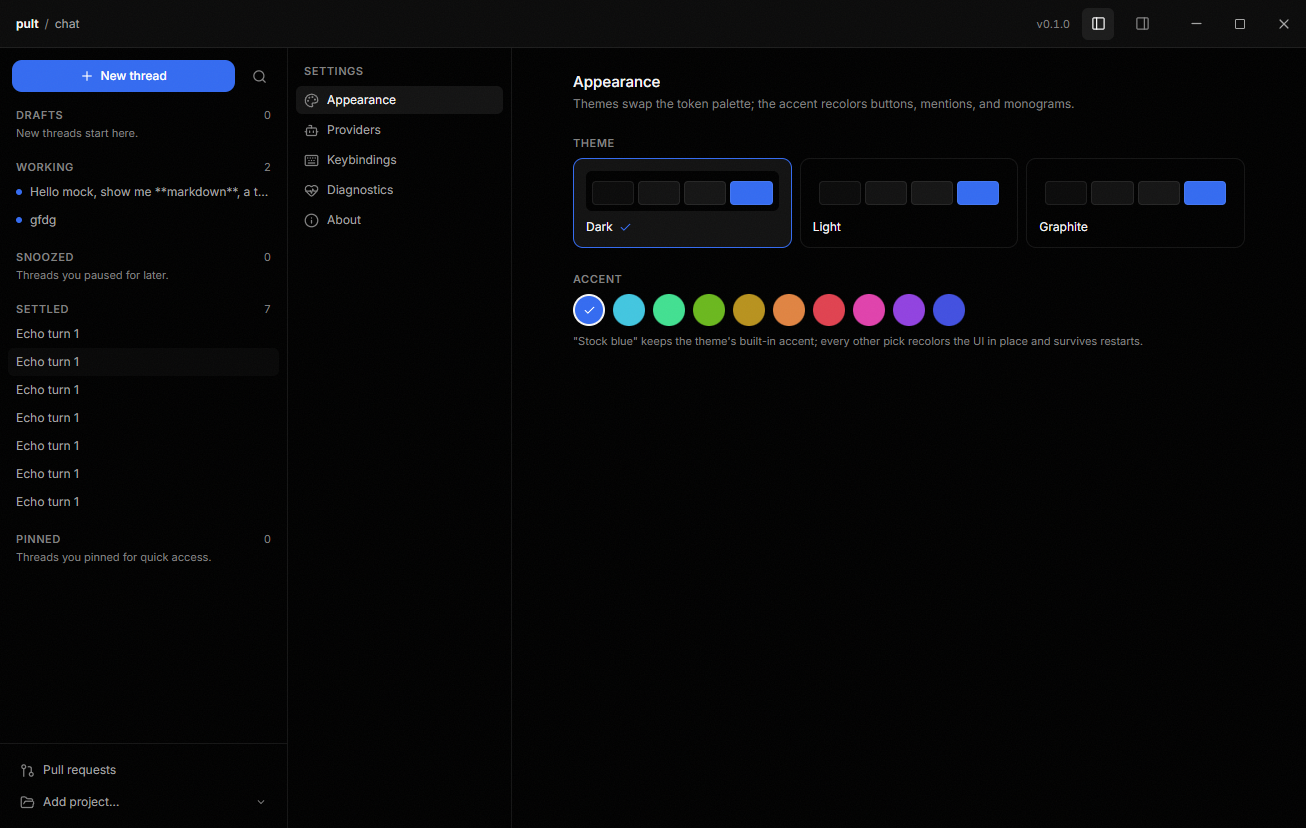 pult / chat
v0.1.0
New thread
DRAFTS 0
New threads start here.
WORKING 2
Hello mock, show me **markdown**, a t...
gfdg
SNOOZED 0
Threads you paused for later.
SETTLED 7
Echo turn 1
Echo turn 1
Echo turn 1
Echo turn 1
Echo turn 1
Echo turn 1
Echo turn 1
PINNED 0
Threads you pinned for quick access.
Pull requests
Add project...
SETTINGS
Appearance
Providers
Keybindings
Diagnostics
About
Appearance
Themes swap the token palette; the accent recolors buttons, mentions, and monograms.
THEME
Dark
Light
Graphite
ACCENT
"Stock blue" keeps the theme's built-in accent; every other pick recolors the UI in place and survives restarts.